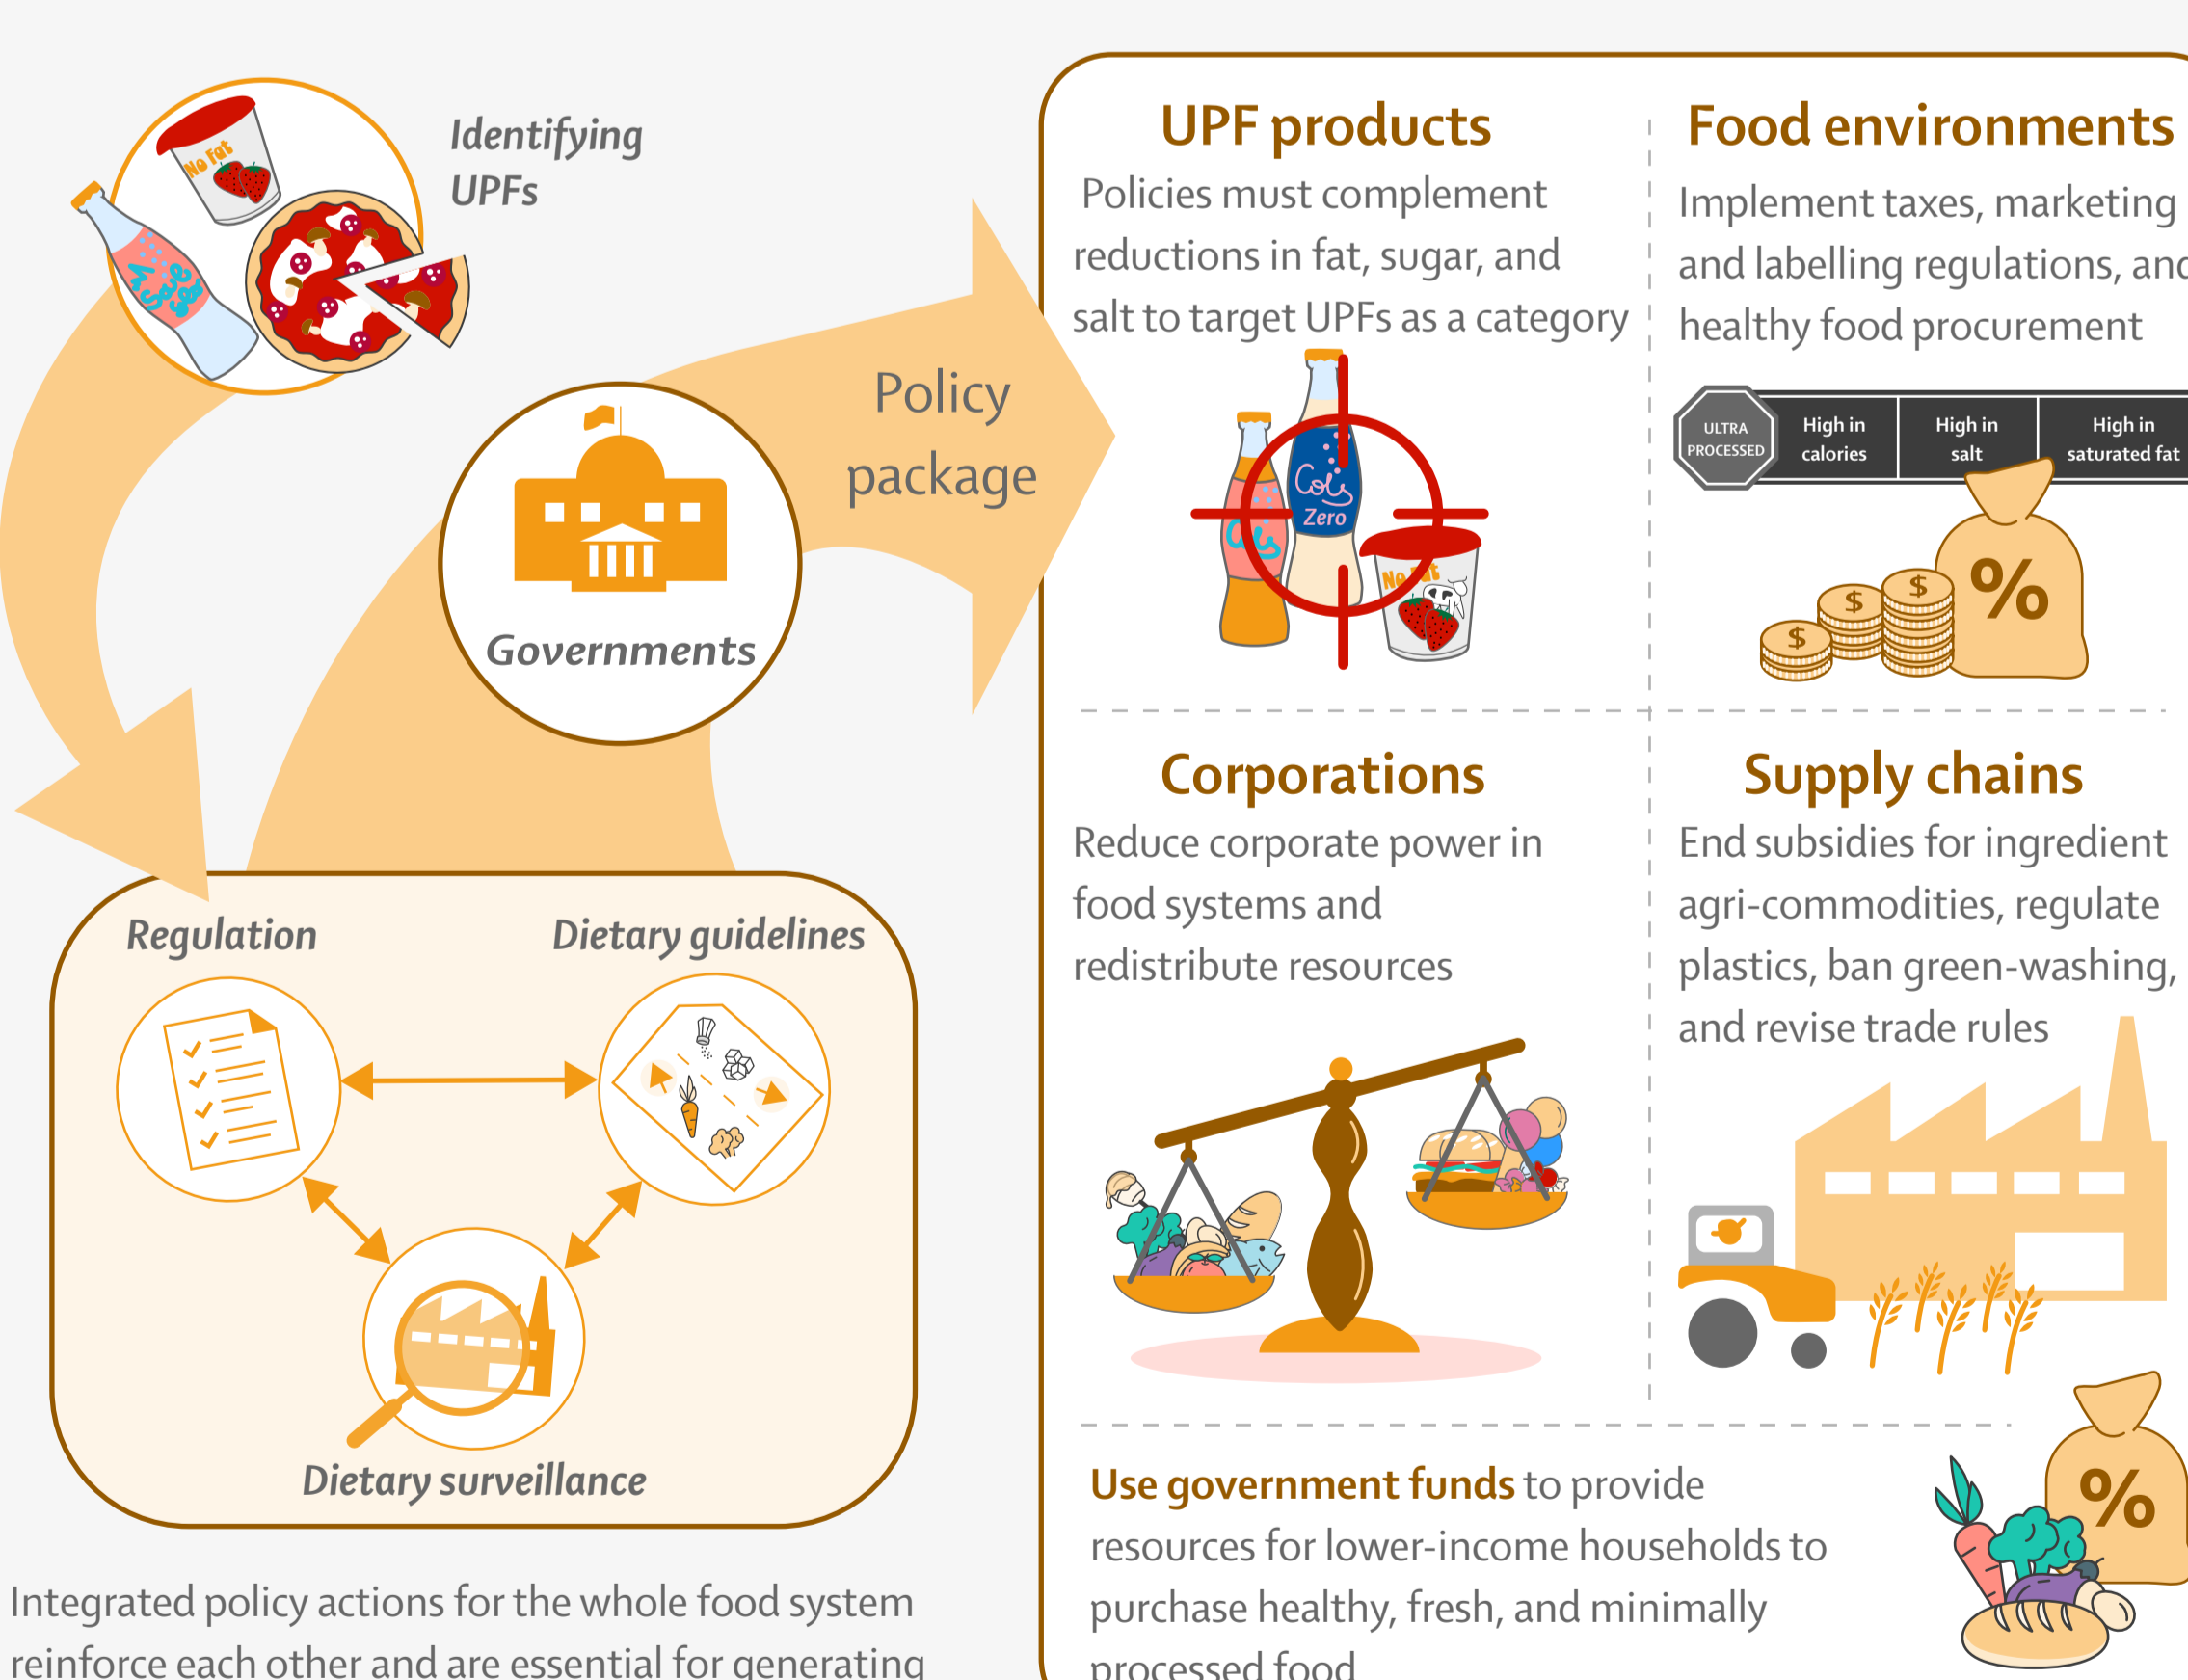 Identifying
UPFs
No Fat
Policy
package
Governments
Regulation
Dietary guidelines
Dietary surveillance
Integrated policy actions for the whole food system
reinforce each other and are essential for generating
UPF products
Policies must complement
reductions in fat, sugar, and
salt to target UPFs as a category
Cols
Zero
No Fat
Food environments
Implement taxes, marketing
and labelling regulations, and
healthy food procurement
ULTRA
PROCESSED
High in
calories
High in
salt
High in
saturated fat
$
$
$
%
Corporations
Reduce corporate power in
food systems and
redistribute resources
Supply chains
End subsidies for ingredient
agri-commodities, regulate
plastics, ban green-washing,
and revise trade rules
Use government funds to provide
resources for lower-income households to
purchase healthy, fresh, and minimally
processed food
%